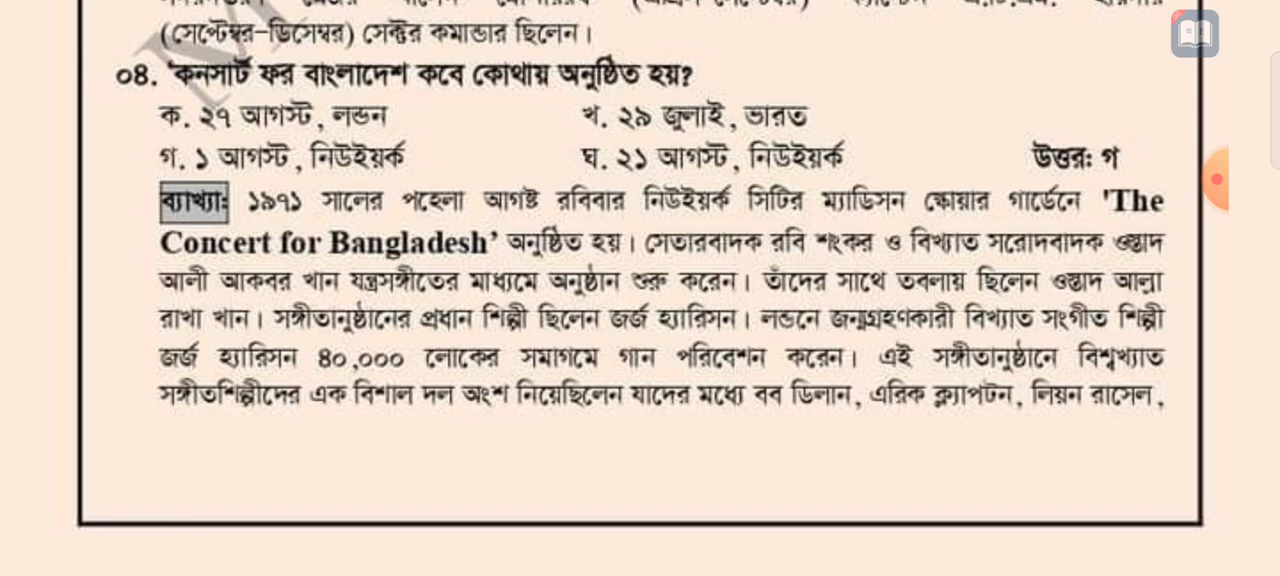 (সেপ্টেম্বর–ডিসেম্বর) সেক্টর কমান্ডার ছিলেন।
০৪. 'কনসার্ট ফর বাংলাদেশ কবে কোথায় অনুষ্ঠিত হয়?
ক. ২৭ আগস্ট, লন্ডন খ. ২৯ জুলাই, ভারত
গ. ১ আগস্ট, নিউইয়র্ক ঘ. ২১ আগস্ট, নিউইয়র্ক উত্তর: গ
ব্যাখ্যা: ১৯৭১ সালের পহেলা আগষ্ট রবিবার নিউইয়র্ক সিটির ম্যাডিসন স্কোয়ার গার্ডেনে 'The
Concert for Bangladesh’ অনুষ্ঠিত হয়। সেতারবাদক রবি শংকর ও বিখ্যাত সরোদবাদক ওস্তাদ
আলী আকবর খান যন্ত্রসঙ্গীতের মাধ্যমে অনুষ্ঠান শুরু করেন। তাঁদের সাথে তবলায় ছিলেন ওস্তাদ আল্লা
রাখা খান। সঙ্গীতানুষ্ঠানের প্রধান শিল্পী ছিলেন জর্জ হ্যারিসন। লন্ডনে জন্মগ্রহণকারী বিখ্যাত সংগীত শিল্পী
জর্জ হ্যারিসন ৪০,০০০ লোকের সমাগমে গান পরিবেশন করেন। এই সঙ্গীতানুষ্ঠানে বিশ্বখ্যাত
সঙ্গীতশিল্পীদের এক বিশাল দল অংশ নিয়েছিলেন যাদের মধ্যে বব ডিলান, এরিক ক্ল্যাপটন, লিয়ন রাসেল,